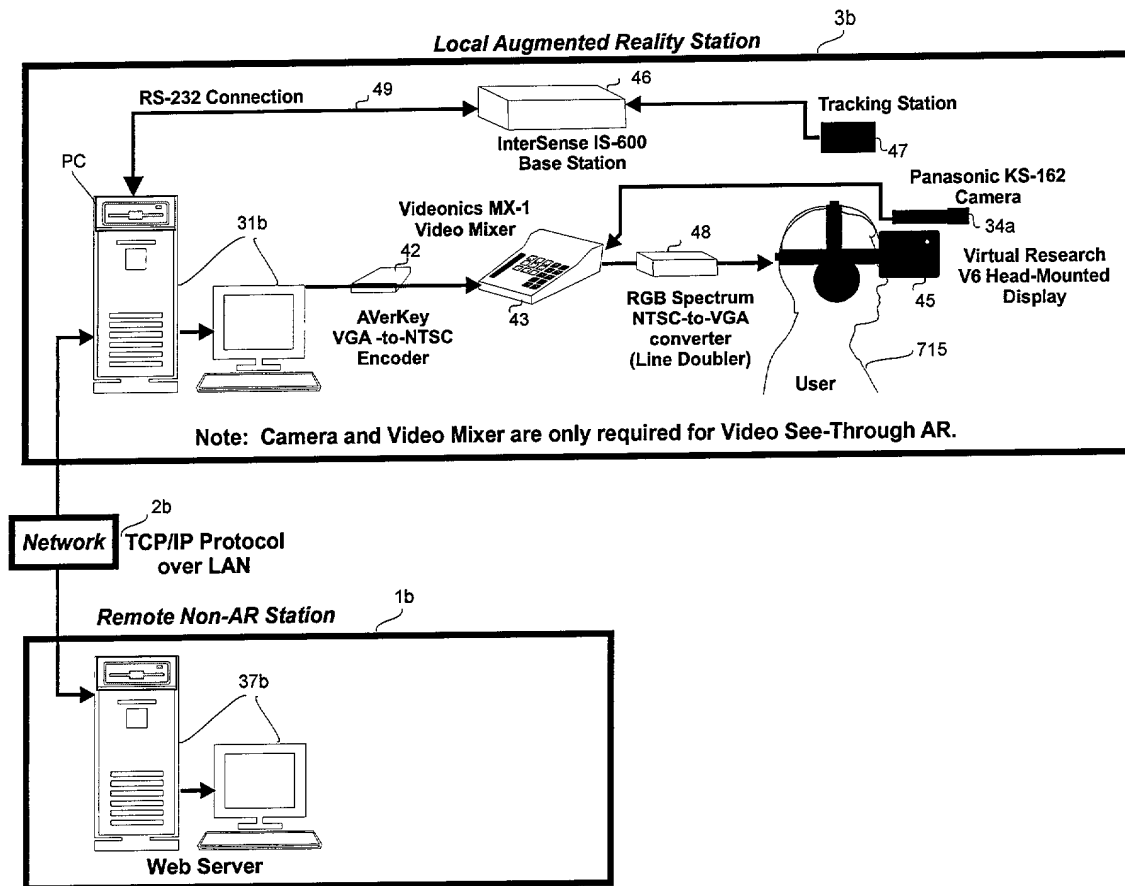 3b
Local Augmented Reality Station
RS-232 Connection
49
46
InterSense IS-600
Base Station
Tracking Station
47
PC
31b
Videonics MX-1
Video Mixer
42
43
AVerKey
VGA -to-NTSC
Encoder
48
RGB Spectrum
NTSC-to-VGA
converter
(Line Doubler)
Panasonic KS-162
Camera
34a
Virtual Research
V6 Head-Mounted
Display
45
715
User
Note: Camera and Video Mixer are only required for Video See-Through AR.
2b
Network
TCP/IP Protocol
over LAN
Remote Non-AR Station
1b
37b
Web Server